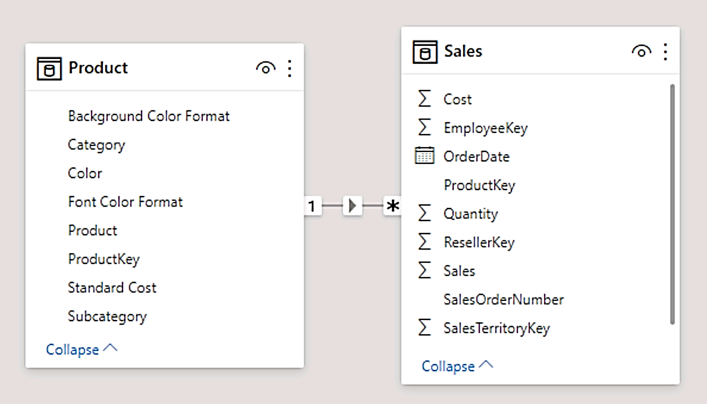 Product
Background Color Format
Category
Color
Font Color Format
Product
ProductKey
Standard Cost
Subcategory
Collapse
1
*
Sales
Cost
EmployeeKey
OrderDate
ProductKey
Quantity
ResellerKey
Sales
SalesOrderNumber
SalesTerritoryKey
Collapse